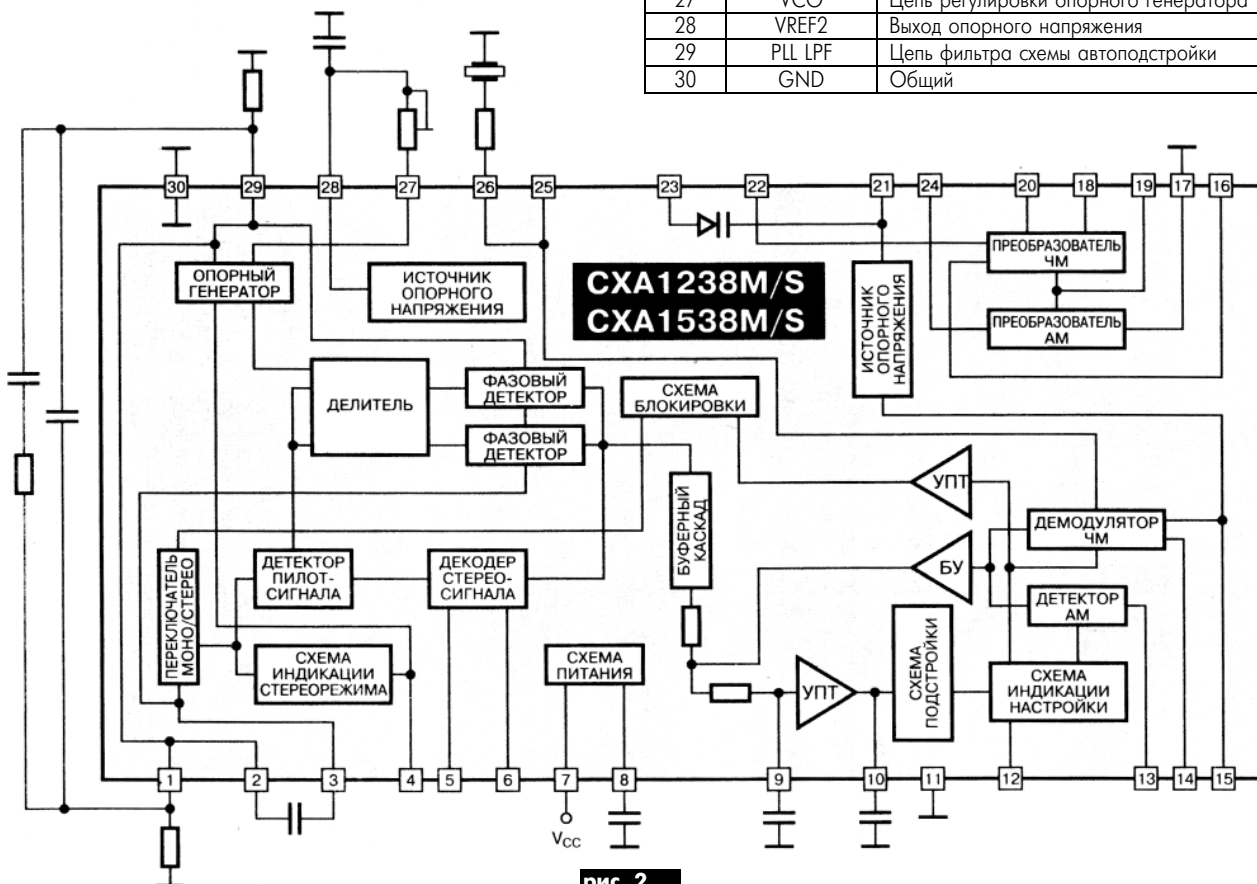 27 VCO Цепь регулировки опорного генератора
28 VREF2 Выход опорного напряжения
29 PLL LPF Цепь фильтра схемы автоподстройки
30 GND Общий
30 29 28 27 26 25 23 22 21 24 20 18 19 17 16
ОПОРНЫЙ
ГЕНЕРАТОР
ИСТОЧНИК
ОПОРНОГО
НАПРЯЖЕНИЯ
CXA1238M/S
CXA1538M/S
ИСТОЧНИК
ОПОРНОГО
НАПРЯЖЕНИЯ
ПРЕОБРАЗОВАТЕЛЬ
ЧМ
ПРЕОБРАЗОВАТЕЛЬ
АМ
ДЕЛИТЕЛЬ
ФАЗОВЫЙ
ДЕТЕКТОР
ФАЗОВЫЙ
ДЕТЕКТОР
СХЕМА
БЛОКИРОВКИ
УПТ
ДЕМОДУЛЯТОР
ЧМ
БУФЕРНЫЙ
КАСКАД
БУ
ДЕТЕКТОР
АМ
ПЕРЕКЛЮЧАТЕЛЬ
МОНО/СТЕРЕО
ДЕТЕКТОР
ПИЛОТ-
СИГНАЛА
ДЕКОДЕР
СТЕРЕО-
СИГНАЛА
СХЕМА
ИНДИКАЦИИ
СТЕРЕОРЕЖИМА
СХЕМА
ПИТАНИЯ
УПТ
СХЕМА
ПОДСТРОЙКИ
СХЕМА
ИНДИКАЦИИ
НАСТРОЙКИ
1 2 3 4 5 6 7 8 9 10 11 12 13 14 15
VCC
рис. 2